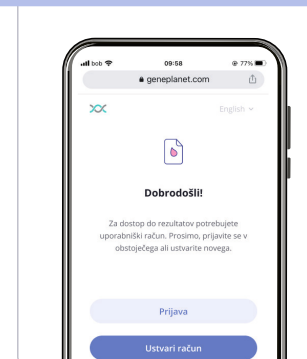 bob 09:58 77%
geneplanet.com
English
Dobrodošli!
Za dostop do rezultatov potrebujete
uporabniški račun. Prosimo, prijavite se v
obstoječega ali ustvarite novega.
Prijava
Ustvari račun